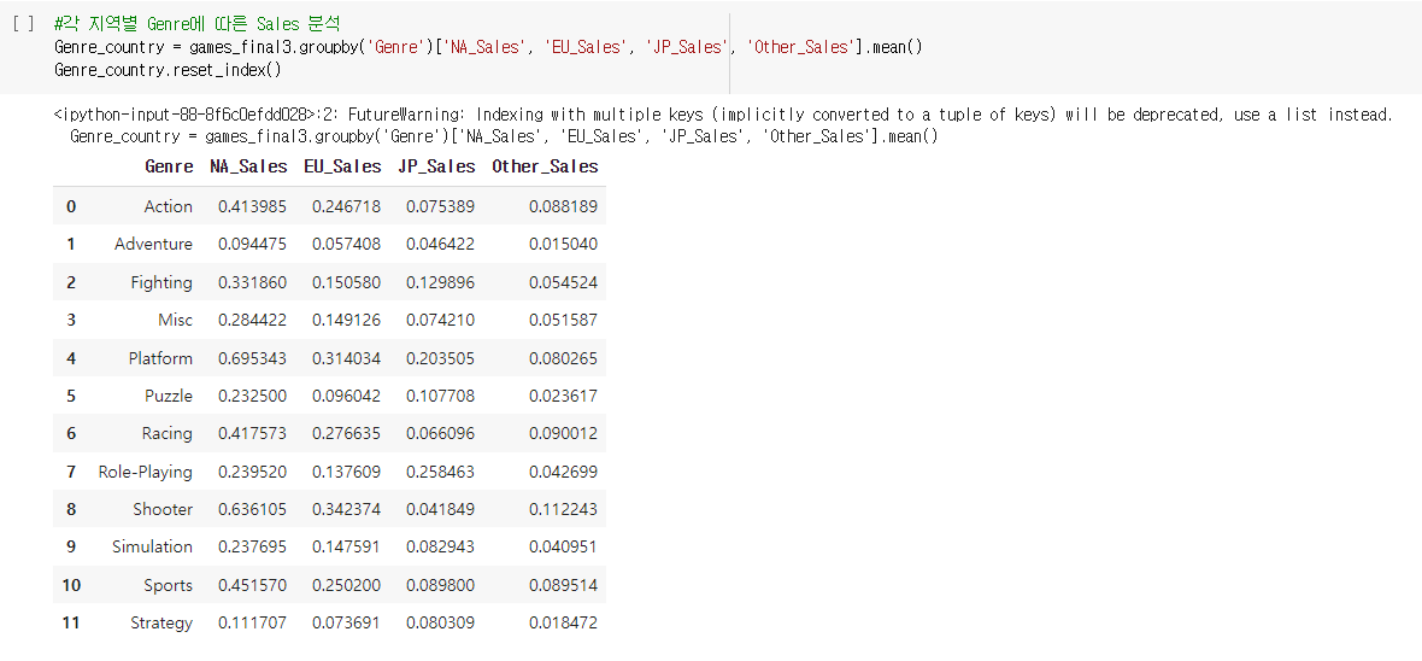 [ ] #각 지역별 Genre에 따른 Sales 분석
Genre_country = games_final3.groupby('Genre')['NA_Sales', 'EU_Sales', 'JP_Sales', 'Other_Sales'].mean()
Genre_country.reset_index()
<ipython-input-88-8f6c0efdd028>:2: FutureWarning: Indexing with multiple keys (implicitly converted to a tuple of keys) will be deprecated, use a list instead.
Genre_country = games_final3.groupby('Genre')['NA_Sales', 'EU_Sales', 'JP_Sales', 'Other_Sales'].mean()
Genre NA_Sales EU_Sales JP_Sales Other_Sales
0 Action 0.413985 0.246718 0.075389 0.088189
1 Adventure 0.094475 0.057408 0.046422 0.015040
2 Fighting 0.331860 0.150580 0.129896 0.054524
3 Misc 0.284422 0.149126 0.074210 0.051587
4 Platform 0.695343 0.314034 0.203505 0.080265
5 Puzzle 0.232500 0.096042 0.107708 0.023617
6 Racing 0.417573 0.276635 0.066096 0.090012
7 Role-Playing 0.239520 0.137609 0.258463 0.042699
8 Shooter 0.636105 0.342374 0.041849 0.112243
9 Simulation 0.237695 0.147591 0.082943 0.040951
10 Sports 0.451570 0.250200 0.089800 0.089514
11 Strategy 0.111707 0.073691 0.080309 0.018472